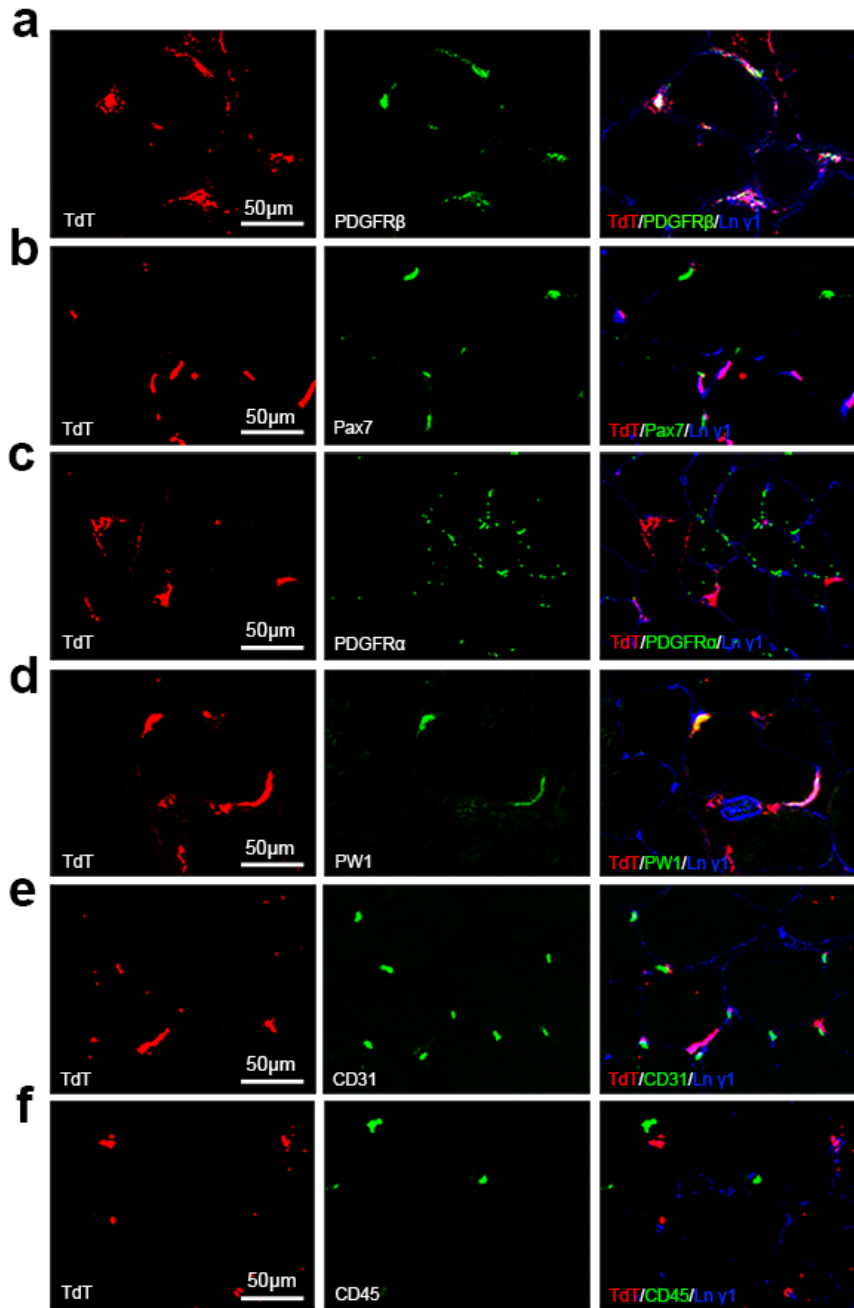 a
TdT
50µm
PDGFRβ
TdT/PDGFRβ/Ln γ1
b
TdT
50µm
Pax7
TdT/Pax7/Ln γ1
c
TdT
50µm
PDGFRα
TdT/PDGFRα/Ln γ1
d
TdT
50µm
PW1
TdT/PW1/Ln γ1
e
TdT
50µm
CD31
TdT/CD31/Ln γ1
f
TdT
50µm
CD45
TdT/CD45/Ln γ1